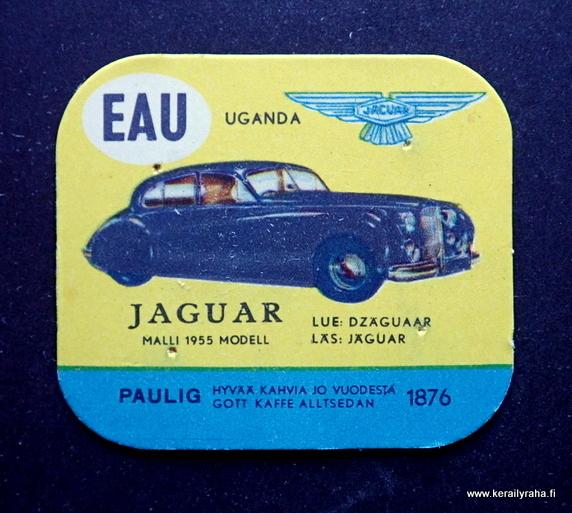 EAU
UGANDA
JAGUAR
JAGUAR
MALLI 1955 MODELL
LUE: DZÄGUAAR
LÄS: JÄGUAR
PAULIG
HYVÄÄ KAHVIA JO VUODESTA
GOTT KAFFE ALLTSEDAN
1876
www.kerailyraha.fi